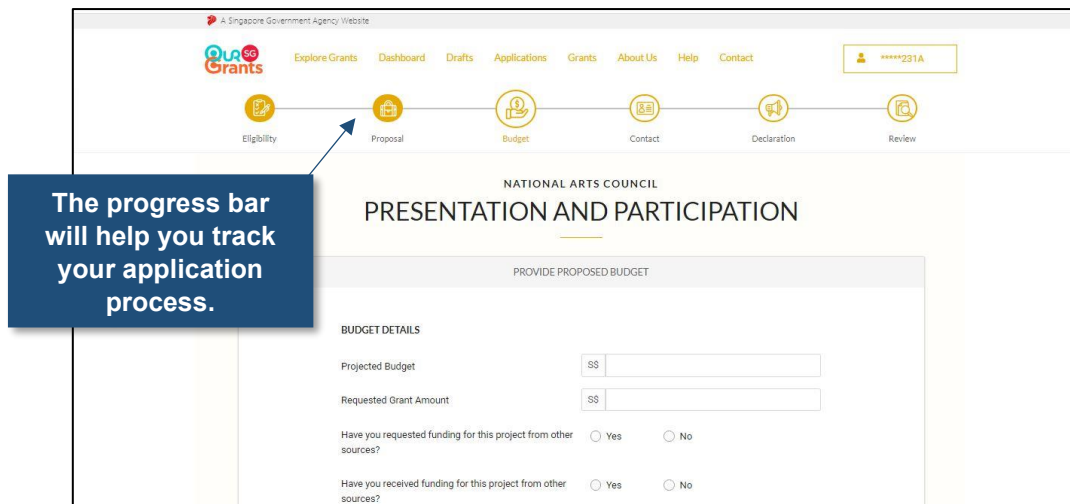 A Singapore Government Agency Website
OUR SG
Grants
Explore Grants Dashboard Drafts Applications Grants About Us Help Contact
*****231A
Eligibility Proposal Budget Contact Declaration Review
The progress bar
will help you track
your application
process.
NATIONAL ARTS COUNCIL
PRESENTATION AND PARTICIPATION
PROVIDE PROPOSED BUDGET
BUDGET DETAILS
Projected Budget S$
Requested Grant Amount S$
Have you requested funding for this project from other Yes No
sources?
Have you received funding for this project from other Yes No
sources?